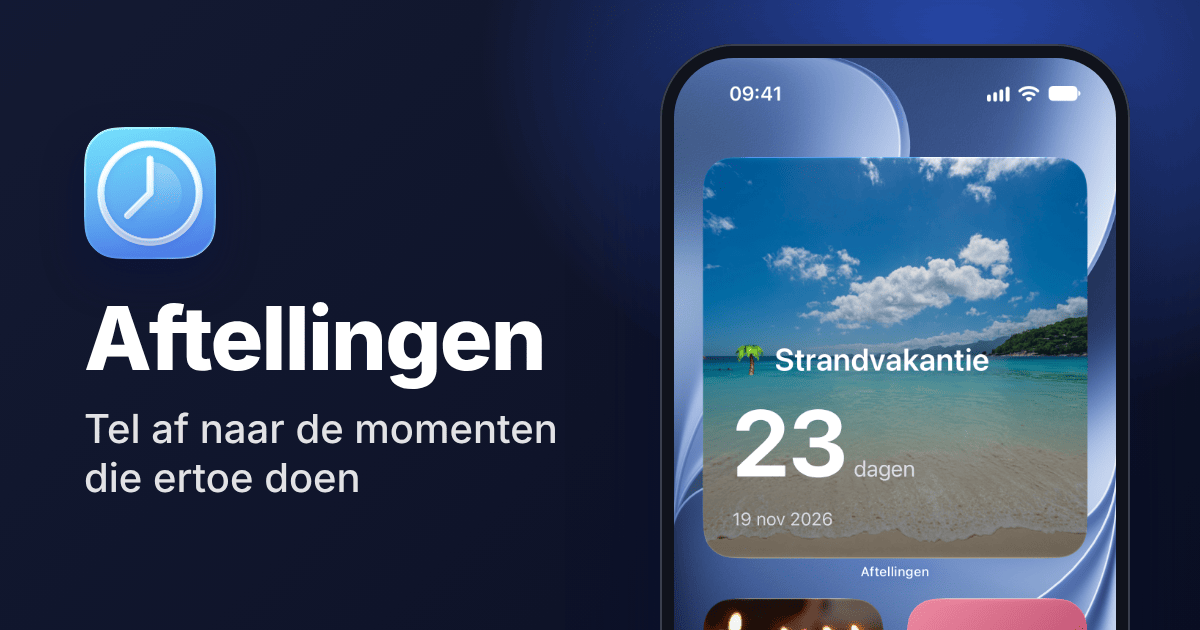 Aftellingen
Tel af naar de momenten
die ertoe doen
09:41
🌴 Strandvakantie
23 dagen
19 nov 2026
Aftellingen